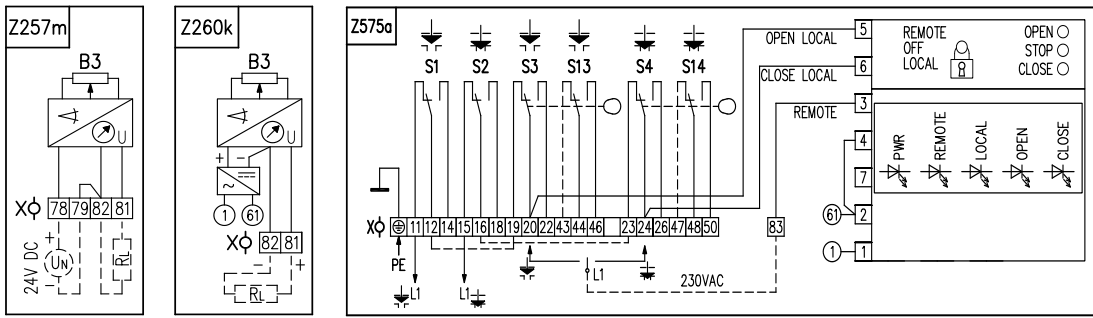 Z257m
B3
U
X 78 79 82 81
+ -
24V DC
UN
RL
Z260k
B3
U
+ -
~
1 61
X 82 81
- +
RL
Z575a
S1 S2 S3 S13 S4 S14
X 11 12 14 15 16 19 20 22 43 44 46 23 24 26 47 48 50 83
PE
L1 L1 L1
230VAC
OPEN LOCAL
CLOSE LOCAL
REMOTE
5
6
3
4
7
2
1
61
1
REMOTE
OFF
LOCAL
OPEN
STOP
CLOSE
PWR
REMOTE
LOCAL
OPEN
CLOSE